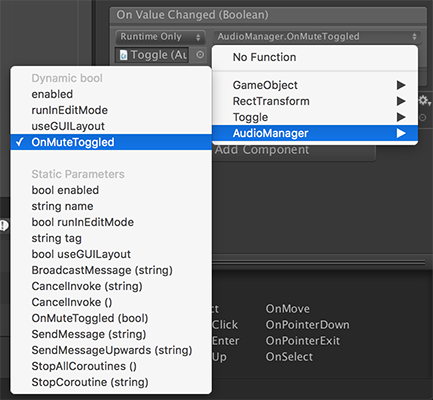 On Value Changed (Boolean)
Runtime Only
AudioManager.OnMuteToggled
Toggle (Au
No Function
GameObject
RectTransform
Toggle
AudioManager
Add Component
Dynamic bool
enabled
runInEditMode
useGUILayout
✓ OnMuteToggled
Static Parameters
bool enabled
string name
bool runInEditMode
string tag
bool useGUILayout
BroadcastMessage (string)
CancelInvoke (string)
CancelInvoke ()
OnMuteToggled (bool)
SendMessage (string)
SendMessageUpwards (string)
StopAllCoroutines ()
StopCoroutine (string)
ct OnMove
Click OnPointerDown
Enter OnPointerExit
Up OnSelect